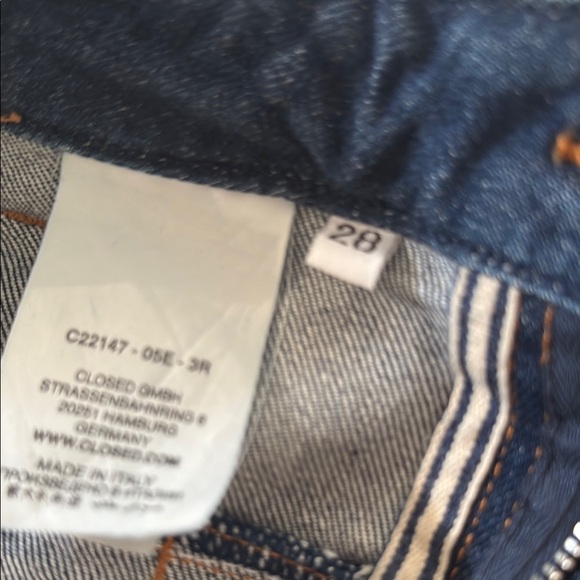 28
C22147 - 05E - 3R
CLOSED GMBH
STRASSENBAHNRING 6
20251 HAMBURG
GERMANY
WWW.CLOSED.COM
MADE IN ITALY